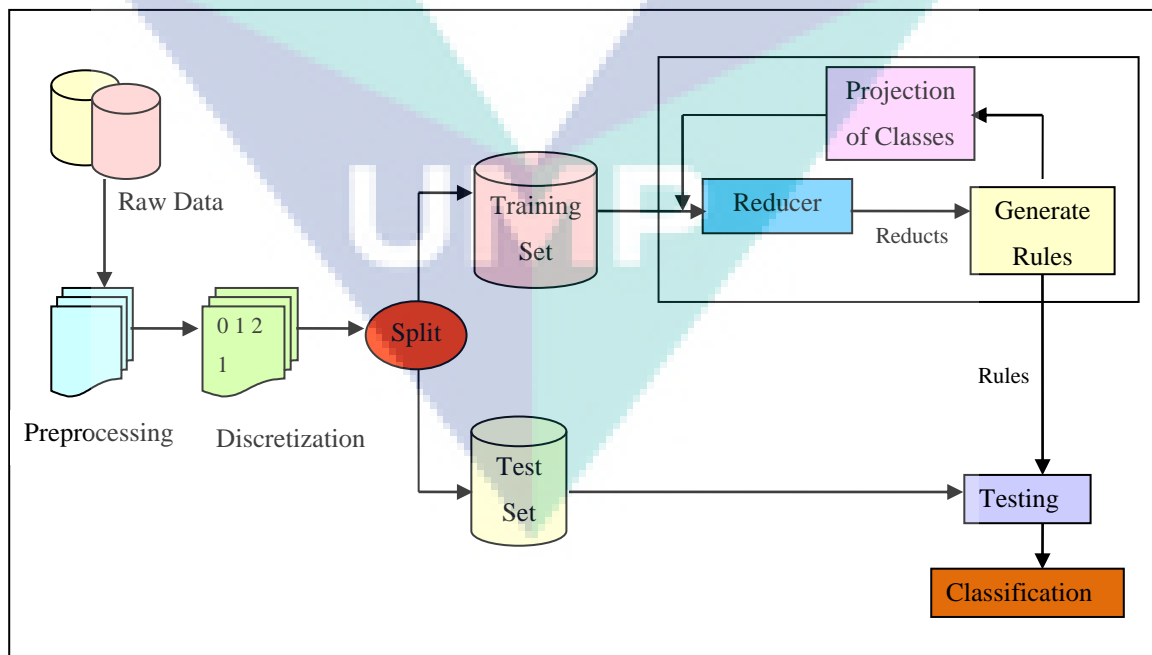 Projection
of Classes
Raw Data
UMP
Training
Set
Reducer
Reducts
Generate
Rules
0 1 2
1
Split
Rules
Preprocessing
Discretization
Test
Set
Testing
Classification